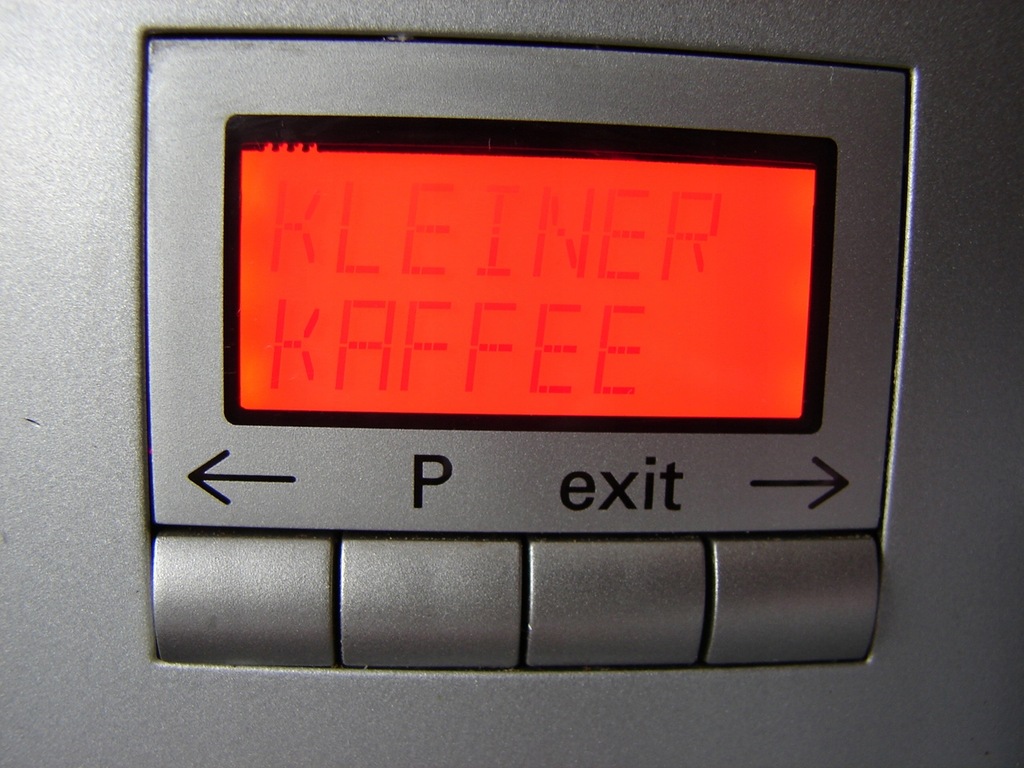 KLEINER
KAFFEE
← P exit →